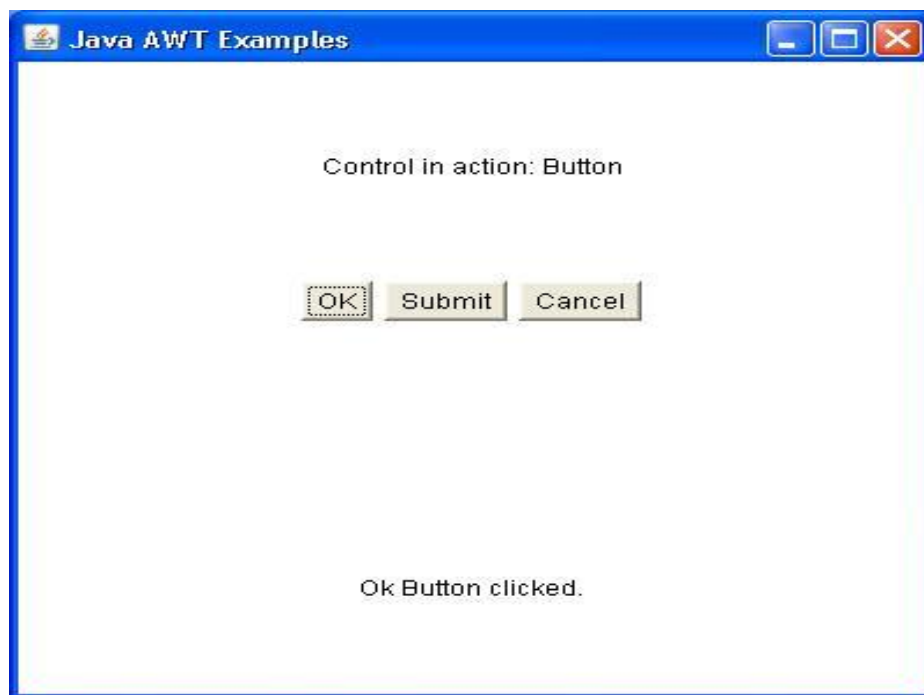 Java AWT Examples
Control in action: Button
OK Submit Cancel
Ok Button clicked.